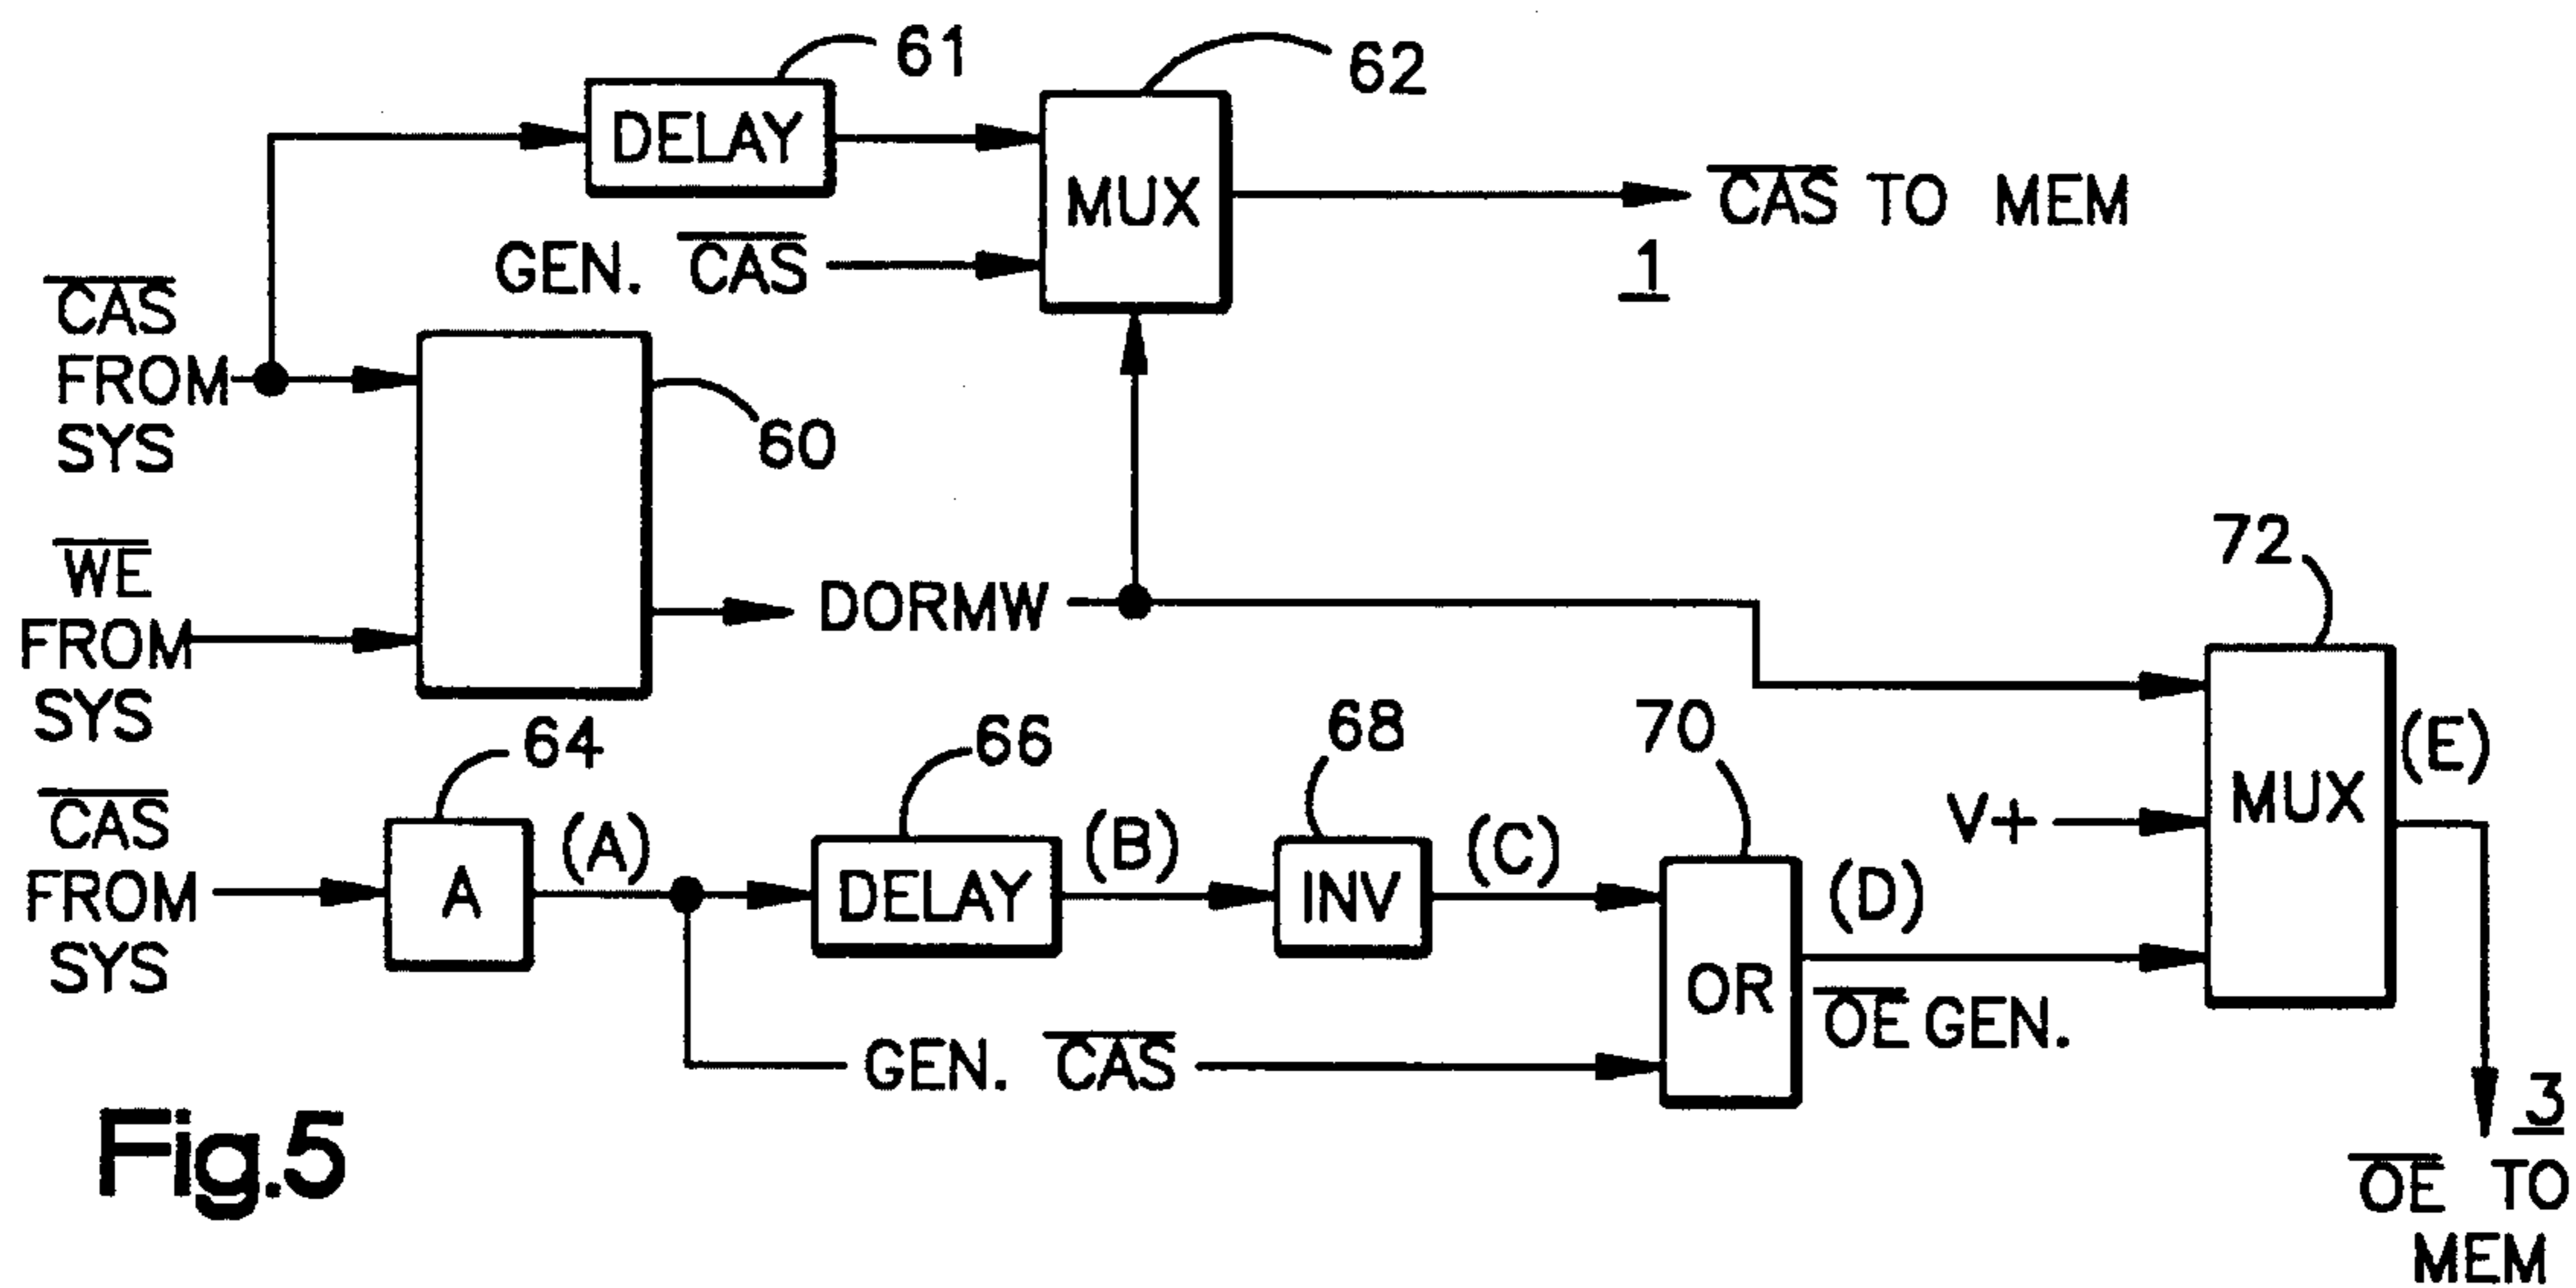 61
62
DELAY
MUX
CAS TO MEM
1
GEN. CAS
CAS
FROM
SYS
60
WE
FROM
SYS
DORMW
72
64
66
68
70
CAS
FROM
SYS
A
(A)
DELAY
(B)
INV
(C)
OR
(D)
V+
MUX
(E)
OE GEN.
GEN. CAS
3
OE TO
MEM
Fig.5